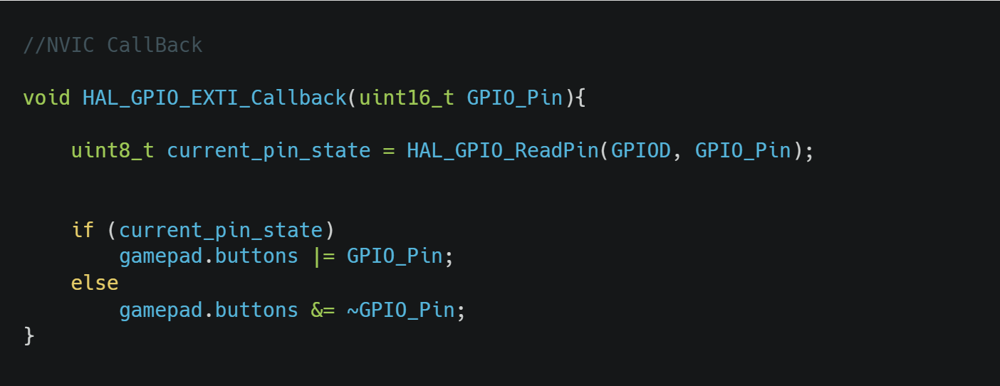 //NVIC CallBack
void HAL_GPIO_EXTI_Callback(uint16_t GPIO_Pin){
    uint8_t current_pin_state = HAL_GPIO_ReadPin(GPIOD, GPIO_Pin);
    if (current_pin_state)
        gamepad.buttons |= GPIO_Pin;
    else
        gamepad.buttons &= ~GPIO_Pin;
}